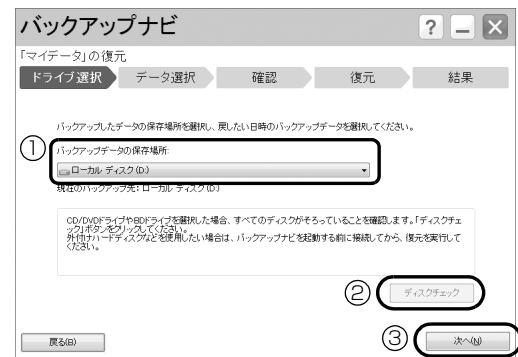 バックアップナビ
? – ×
「マイデータ」の復元
ドライブ選択 データ選択 確認 復元 結果
バックアップしたデータの保存場所を選択し、戻したい日時のバックアップデータを選択してください。
①
バックアップデータの保存場所:
ローカル ディスク (D:)
現在のバックアップ先: ローカル ディスク (D:)
CD/DVDドライブやBDドライブを選択した場合、すべてのディスクがそろっていることを確認します。「ディスクチェ
ック」ボタンをクリックしてください。
外付けハードディスクなどを使用したい場合は、バックアップナビを起動する前に接続してから、復元を実行して
ください。
② ディスクチェック
戻る(B) ③ 次へ(N)